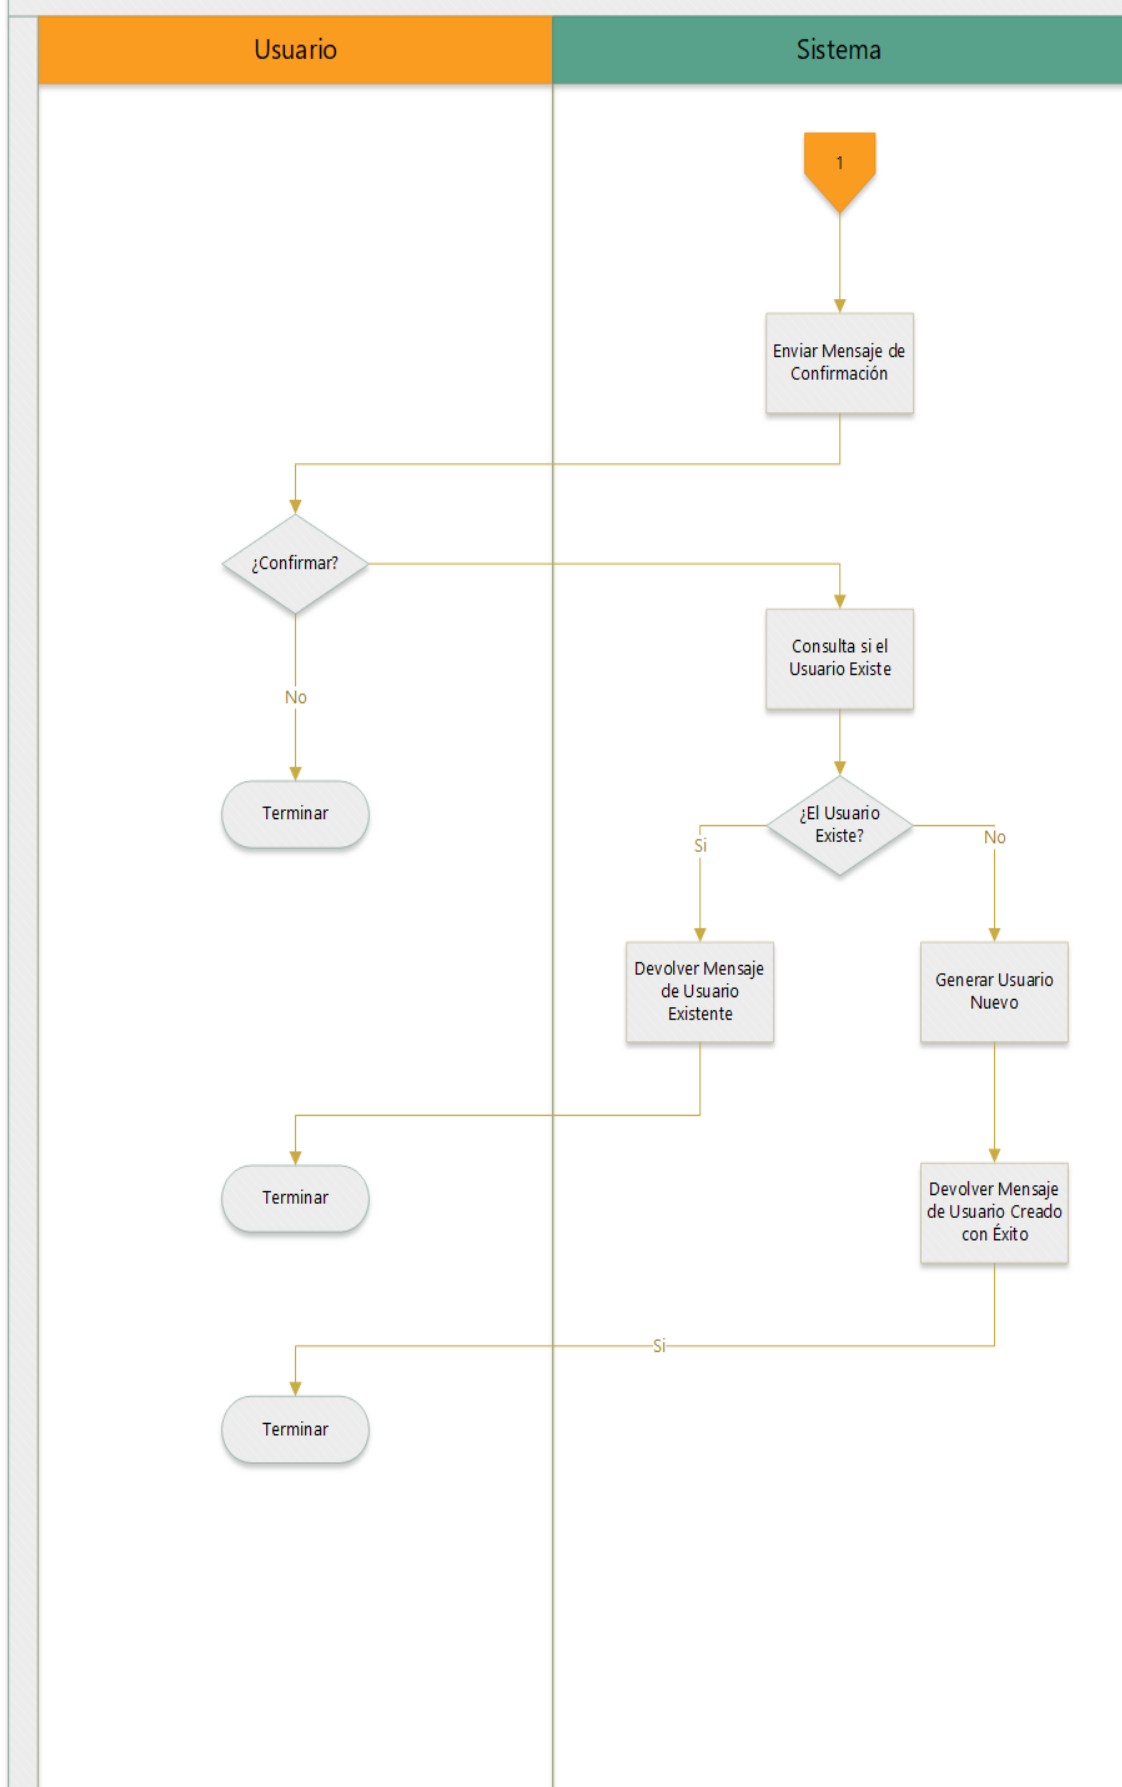 Usuario
Sistema
1
Enviar Mensaje de
Confirmación
¿Confirmar?
Consulta si el
Usuario Existe
No
Terminar
¿El Usuario
Existe?
Si
No
Devolver Mensaje
de Usuario
Existente
Generar Usuario
Nuevo
Terminar
Devolver Mensaje
de Usuario Creado
con Éxito
Si
Terminar